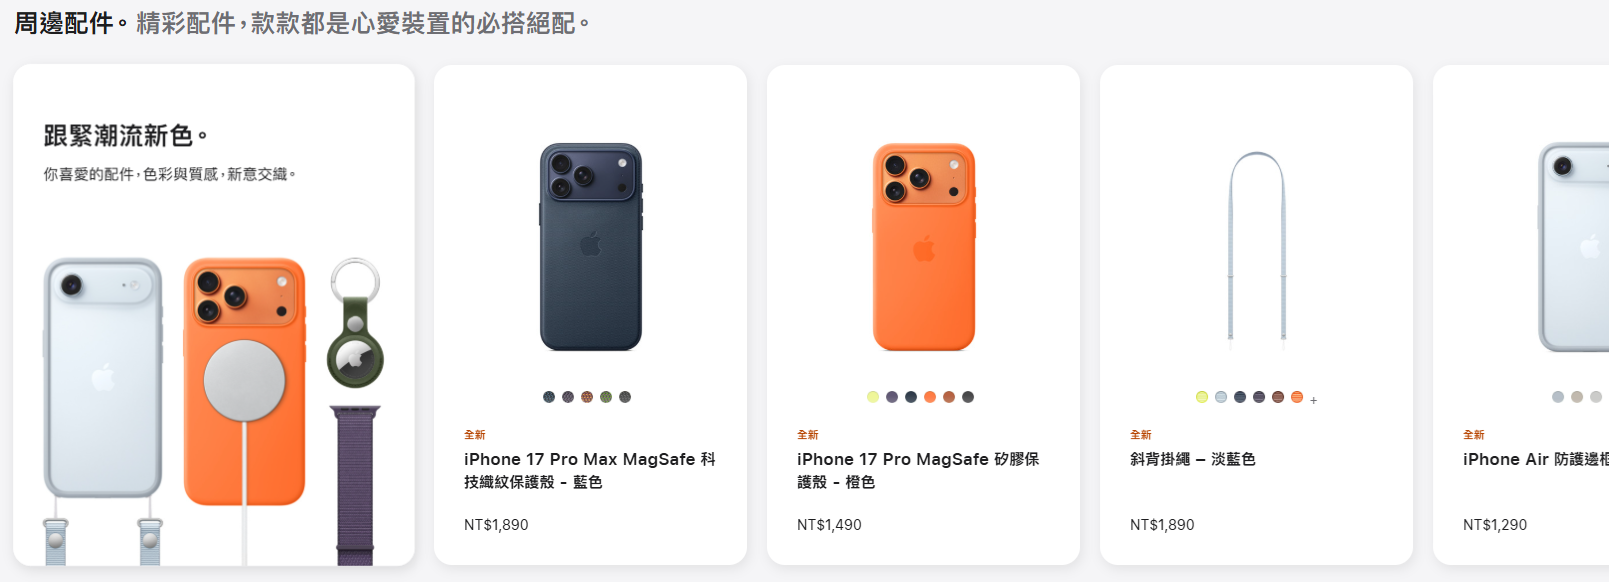 周邊配件。精彩配件，款款都是心愛裝置的必搭絕配。
跟緊潮流新色。
你喜愛的配件，色彩與質感，新意交織。
全新
iPhone 17 Pro Max MagSafe 科
技織紋保護殼 - 藍色
NT$1,890
全新
iPhone 17 Pro MagSafe 矽膠保
護殼 - 橙色
NT$1,490
+
全新
斜背掛繩 – 淡藍色
NT$1,890
全新
iPhone Air 防護邊框
NT$1,290